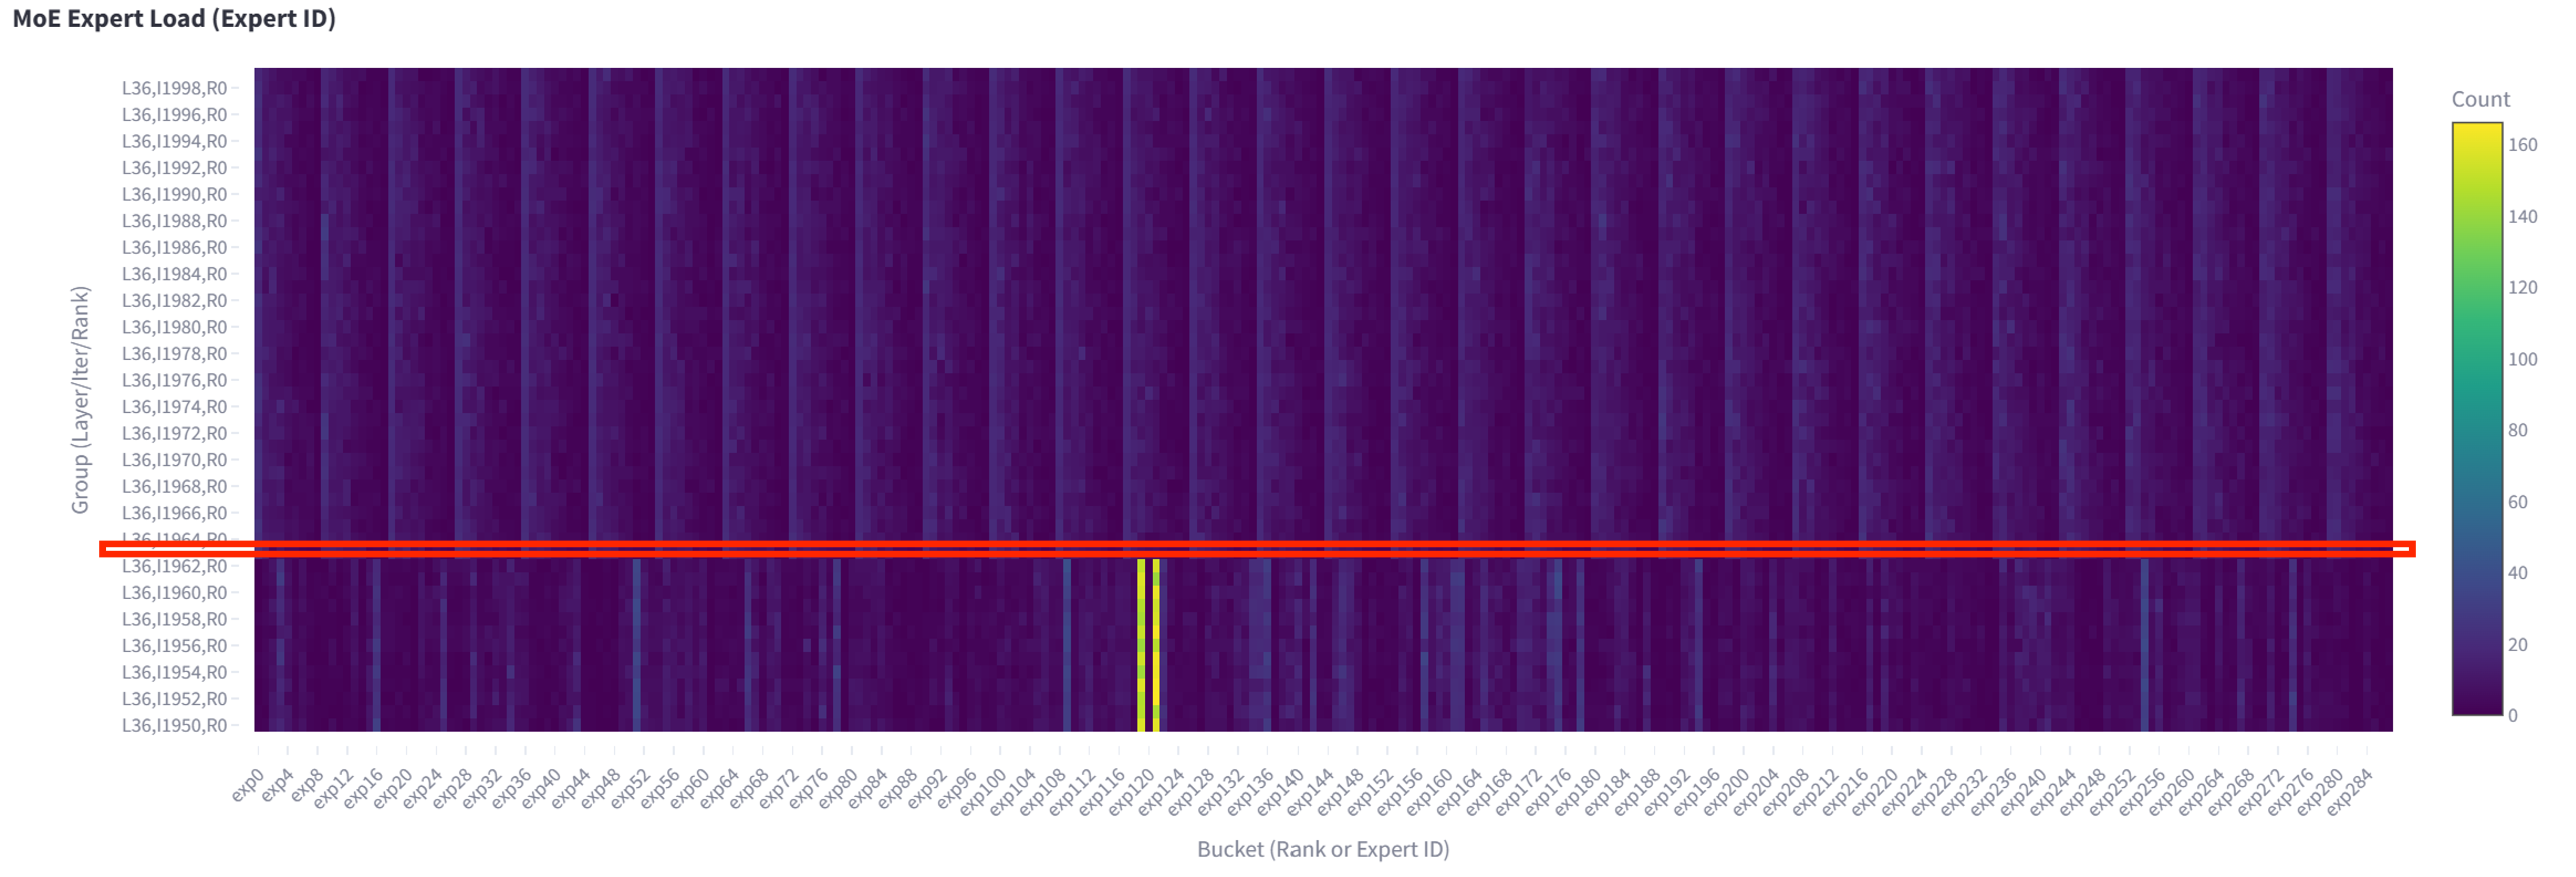 MoE Expert Load (Expert ID)
Group (Layer/Iter/Rank)
L36,I1998,R0
L36,I1996,R0
L36,I1994,R0
L36,I1992,R0
L36,I1990,R0
L36,I1988,R0
L36,I1986,R0
L36,I1984,R0
L36,I1982,R0
L36,I1980,R0
L36,I1978,R0
L36,I1976,R0
L36,I1974,R0
L36,I1972,R0
L36,I1970,R0
L36,I1968,R0
L36,I1966,R0
L36,I1964,R0
L36,I1962,R0
L36,I1960,R0
L36,I1958,R0
L36,I1956,R0
L36,I1954,R0
L36,I1952,R0
L36,I1950,R0
exp0 exp4 exp8 exp12 exp16 exp20 exp24 exp28 exp32 exp36 exp40 exp44 exp48 exp52 exp56 exp60 exp64 exp68 exp72 exp76 exp80 exp84 exp88 exp92 exp96 exp100 exp104 exp108 exp112 exp116 exp120 exp124 exp128 exp132 exp136 exp140 exp144 exp148 exp152 exp156 exp160 exp164 exp168 exp172 exp176 exp180 exp184 exp188 exp192 exp196 exp200 exp204 exp208 exp212 exp216 exp220 exp224 exp228 exp232 exp236 exp240 exp244 exp248 exp252 exp256 exp260 exp264 exp268 exp272 exp276 exp280 exp284
Bucket (Rank or Expert ID)
Count
160
140
120
100
80
60
40
20
0